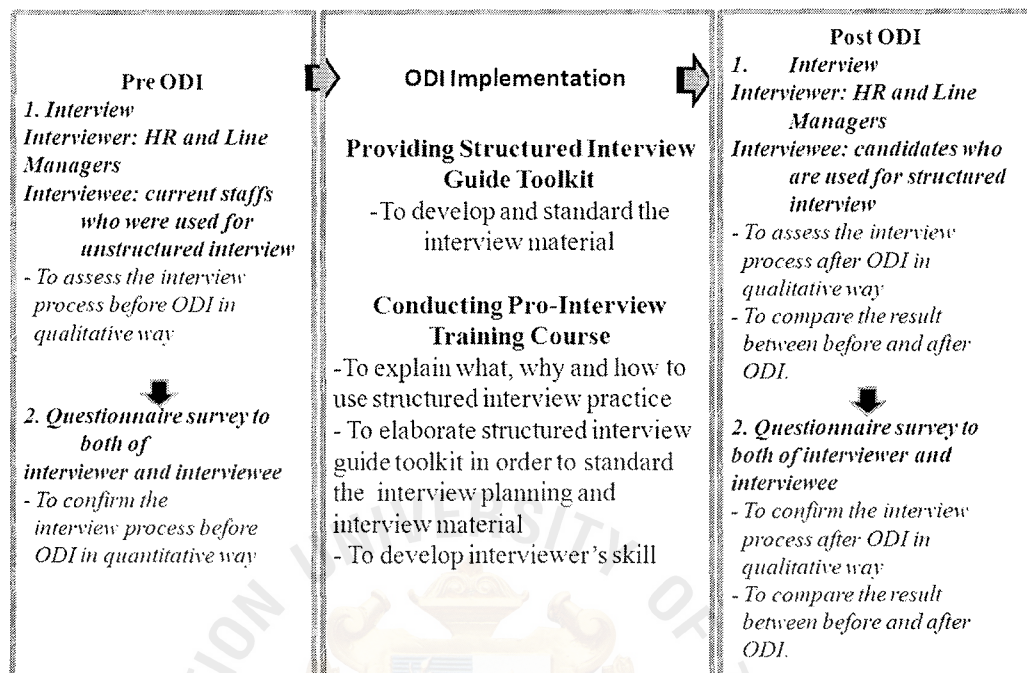 Pre ODI
1. Interview
Interviewer: HR and Line
Managers
Interviewee: current staffs
who were used for
unstructured interview
- To assess the interview
process before ODI in
qualitative way
2. Questionnaire survey to
both of
interviewer and interviewee
- To confirm the
interview process before
ODI in quantitative way
ODI Implementation
Providing Structured Interview
Guide Toolkit
-To develop and standard the
interview material
Conducting Pro-Interview
Training Course
-To explain what, why and how to
use structured interview practice
- To elaborate structured interview
guide toolkit in order to standard
the interview planning and
interview material
- To develop interviewer's skill
Post ODI
1. Interview
Interviewer: HR and Line
Managers
Interviewee: candidates who
are used for structured
interview
- To assess the interview
process after ODI in
qualitative way
- To compare the result
between before and after
ODI.
2. Questionnaire survey to
both of interviewer and
interviewee
- To confirm the interview
process after ODI in
qualitative way
- To compare the result
between before and after
ODI.
UNIVERSITY